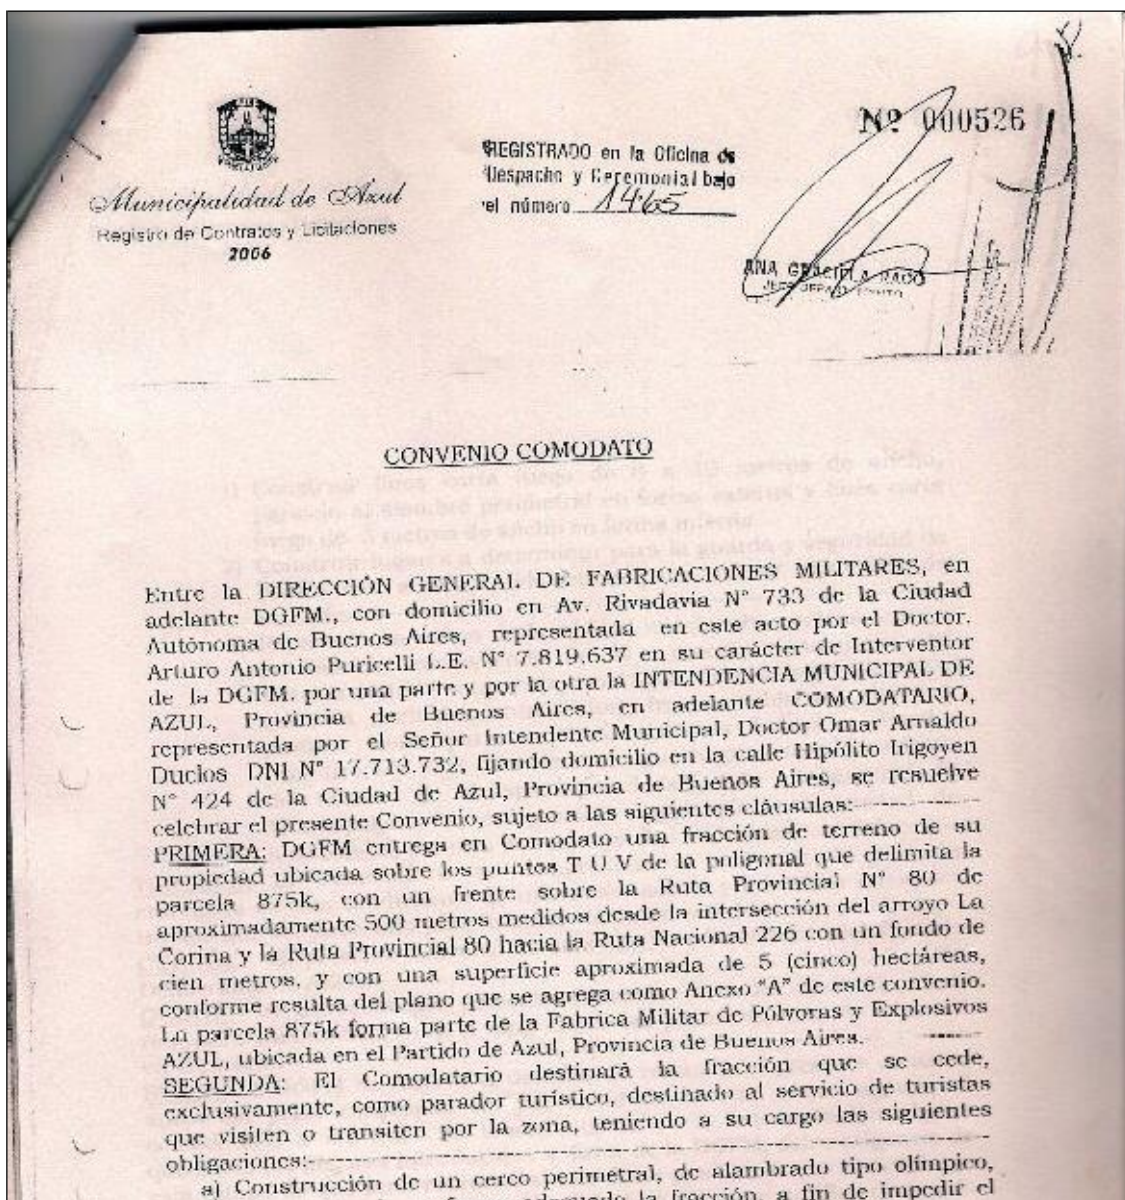 Municipalidad de Azul
Registro de Contratos y Licitaciones
2006
REGISTRADO en la Oficina de
Despacho y Ceremonial bajo
el número 1465
Nº 000526
ANA GRACIELA
CONVENIO COMODATO
Entre la DIRECCIÓN GENERAL DE FABRICACIONES MILITARES, en
adelante DGFM., con domicilio en Av. Rivadavia N° 733 de la Ciudad
Autónoma de Buenos Aires, representada en este acto por el Doctor.
Arturo Antonio Puricelli L.E. N° 7.819.637 en su carácter de Interventor
de la DGFM. por una parte y por la otra la INTENDENCIA MUNICIPAL DE
AZUL, Provincia de Buenos Aires, en adelante COMODATARIO,
representada por el Señor Intendente Municipal, Doctor Omar Arnaldo
Duclos DNI N° 17.713.732, fijando domicilio en la calle Hipólito Irigoyen
N° 424 de la Ciudad de Azul, Provincia de Buenos Aires, se resuelve
celebrar el presente Convenio, sujeto a las siguientes cláusulas:
PRIMERA: DGFM entrega en Comodato una fracción de terreno de su
propiedad ubicada sobre los puntos T U V de la poligonal que delimita la
parcela 875k, con un frente sobre la Ruta Provincial N° 80 de
aproximadamente 500 metros medidos desde la intersección del arroyo La
Corina y la Ruta Provincial 80 hacia la Ruta Nacional 226 con un fondo de
cien metros, y con una superficie aproximada de 5 (cinco) hectáreas,
conforme resulta del plano que se agrega como Anexo "A" de este convenio.
La parcela 875k forma parte de la Fabrica Militar de Pólvoras y Explosivos
AZUL, ubicada en el Partido de Azul, Provincia de Buenos Aires.
SEGUNDA: El Comodatario destinará la fracción que se cede,
exclusivamente, como parador turístico, destinado al servicio de turistas
que visiten o transiten por la zona, teniendo a su cargo las siguientes
obligaciones:
a) Construcción de un cerco perimetral, de alambrado tipo olímpico,
la fracción, a fin de impedir el